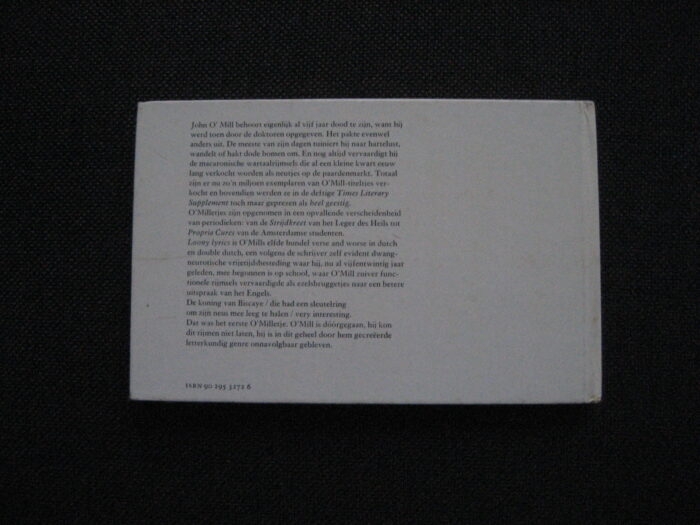 John O' Mill behoort eigenlijk al vijf jaar dood te zijn, want hij
werd toen door de doktoren opgegeven. Het pakte evenwel
anders uit. De meeste van zijn dagen tuiniert hij naar hartelust,
wandelt of hakt dode bomen om. En nog altijd vervaardigt hij
de macaronische wartaalrijmsels die al een kleine kwart eeuw
lang verkocht worden als neutjes op de paardenmarkt. Totaal
zijn er nu zo'n miljoen exemplaren van O'Mill-titeltjes ver-
kocht en bovendien werden ze in de deftige Times Literary
Supplement toch maar geprezen als heel geestig.
O'Milletjes zijn opgenomen in een opvallende verscheidenheid
van periodieken: van de Strijdkreet van het Leger des Heils tot
Propria Cures van de Amsterdamse studenten.
Loony lyrics is O'Mills elfde bundel verse and worse in dutch
en double dutch, een volgens de schrijver zelf evident dwang-
neurotische vrijetijdsbesteding waar hij, nu al vijfentwintig jaar
geleden, mee begonnen is op school, waar O'Mill zuiver func-
tionele rijmsels vervaardigde als ezelsbruggetjes naar een betere
uitspraak van het Engels.
De koning van Biscaye / die had een sleutelring
om zijn neus mee leeg te halen / very interesting.
Dat was het eerste O'Milletje. O'Mill is dóórgegaan, hij kon
dit rijmen niet laten, hij is in dit geheel door hem gecreëerde
letterkundig genre onnavolgbaar gebleven.
ISBN 90 295 3272 6